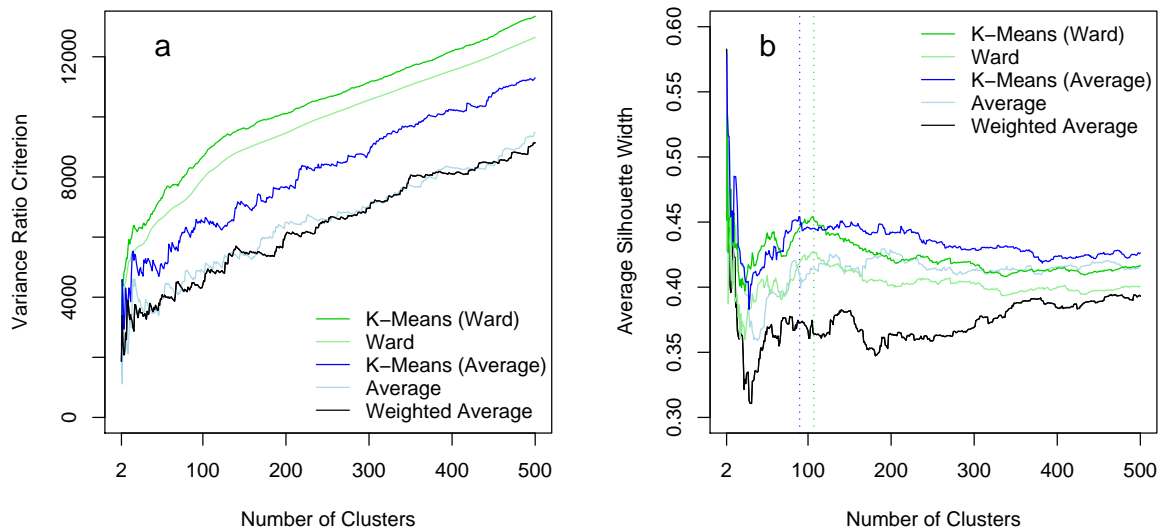 a
Variance Ratio Criterion
0
4000
8000
12000
2
100
200
300
400
500
Number of Clusters
K−Means (Ward)
Ward
K−Means (Average)
Average
Weighted Average
b
Average Silhouette Width
0.30
0.35
0.40
0.45
0.50
0.55
0.60
2
100
200
300
400
500
Number of Clusters
K−Means (Ward)
Ward
K−Means (Average)
Average
Weighted Average